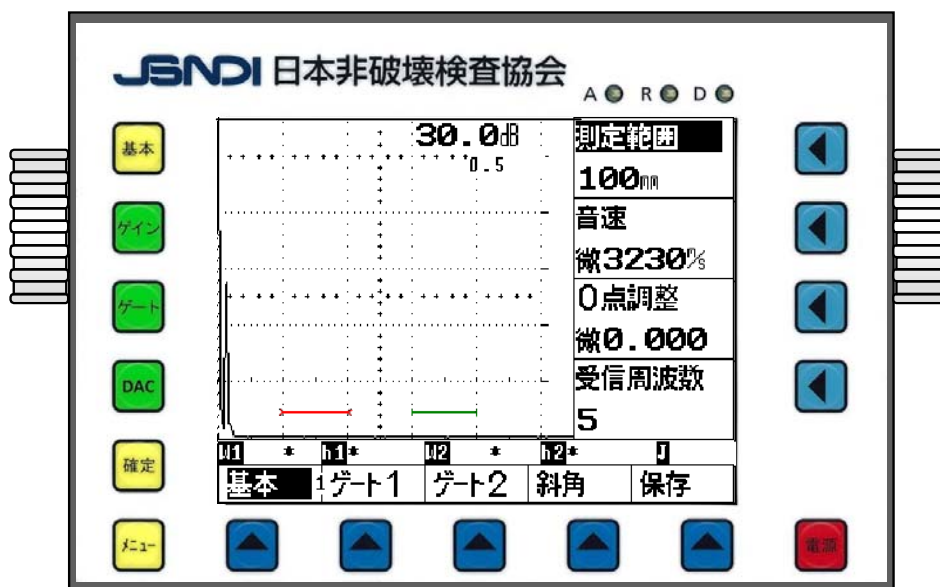 JSNDI 日本非破壊検査協会
A R D
基本
ゲイン
ゲート
DAC
確定
メニュー
30.0dB
0.5
測定範囲
100mm
音速
微3230m/s
0点調整
微0.000
受信周波数
5
W1 * h1* W2 * h2* J
基本 1 ゲート1 ゲート2 斜角 保存
電源